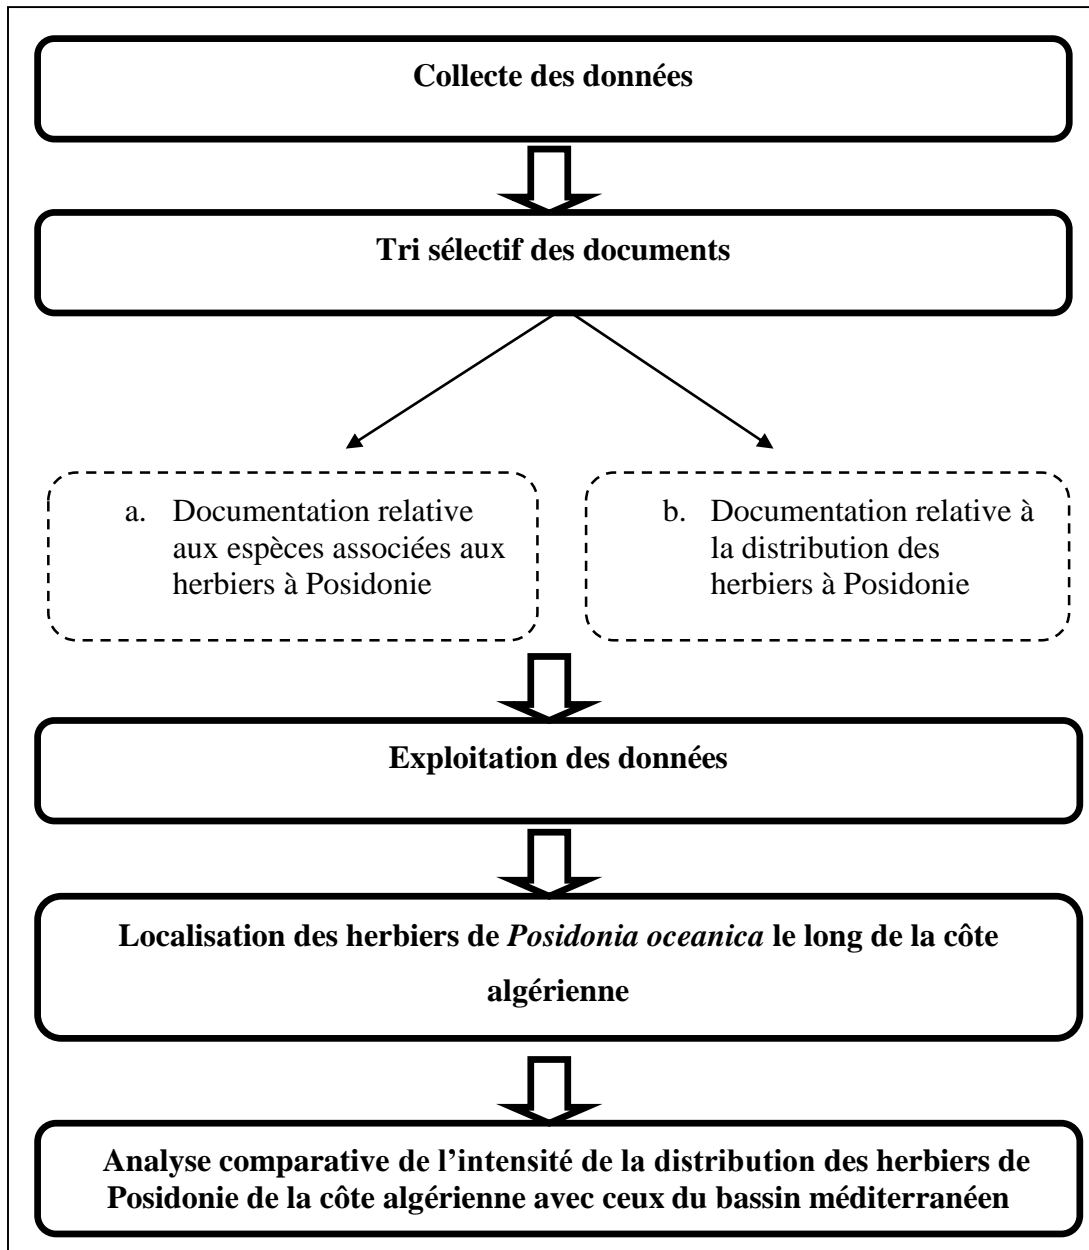 Collecte des données
Tri sélectif des documents
a. Documentation relative
aux espèces associées aux
herbiers à Posidonie
b. Documentation relative à
la distribution des
herbiers à Posidonie
Exploitation des données
Localisation des herbiers de Posidonia oceanica le long de la côte
algérienne
Analyse comparative de l’intensité de la distribution des herbiers de
Posidonie de la côte algérienne avec ceux du bassin méditerranéen